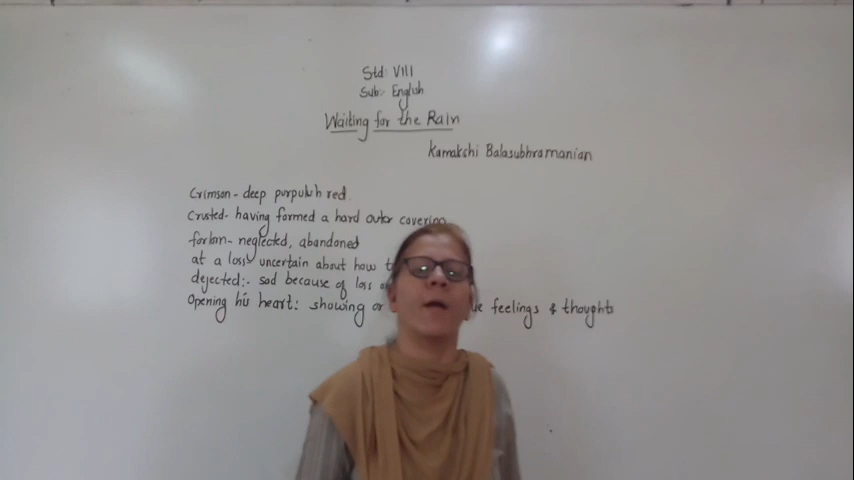 Std: VIII
Sub:- English
Waiting for the Rain
Kamakshi Balasubhramanian
Crimson - deep purpulish red.
Crusted- having formed a hard outer covering
forlorn- neglected, abandoned
at a loss uncertain about how
dejected:- sad because of loss
Opening his heart: showing or feelings & thoughts